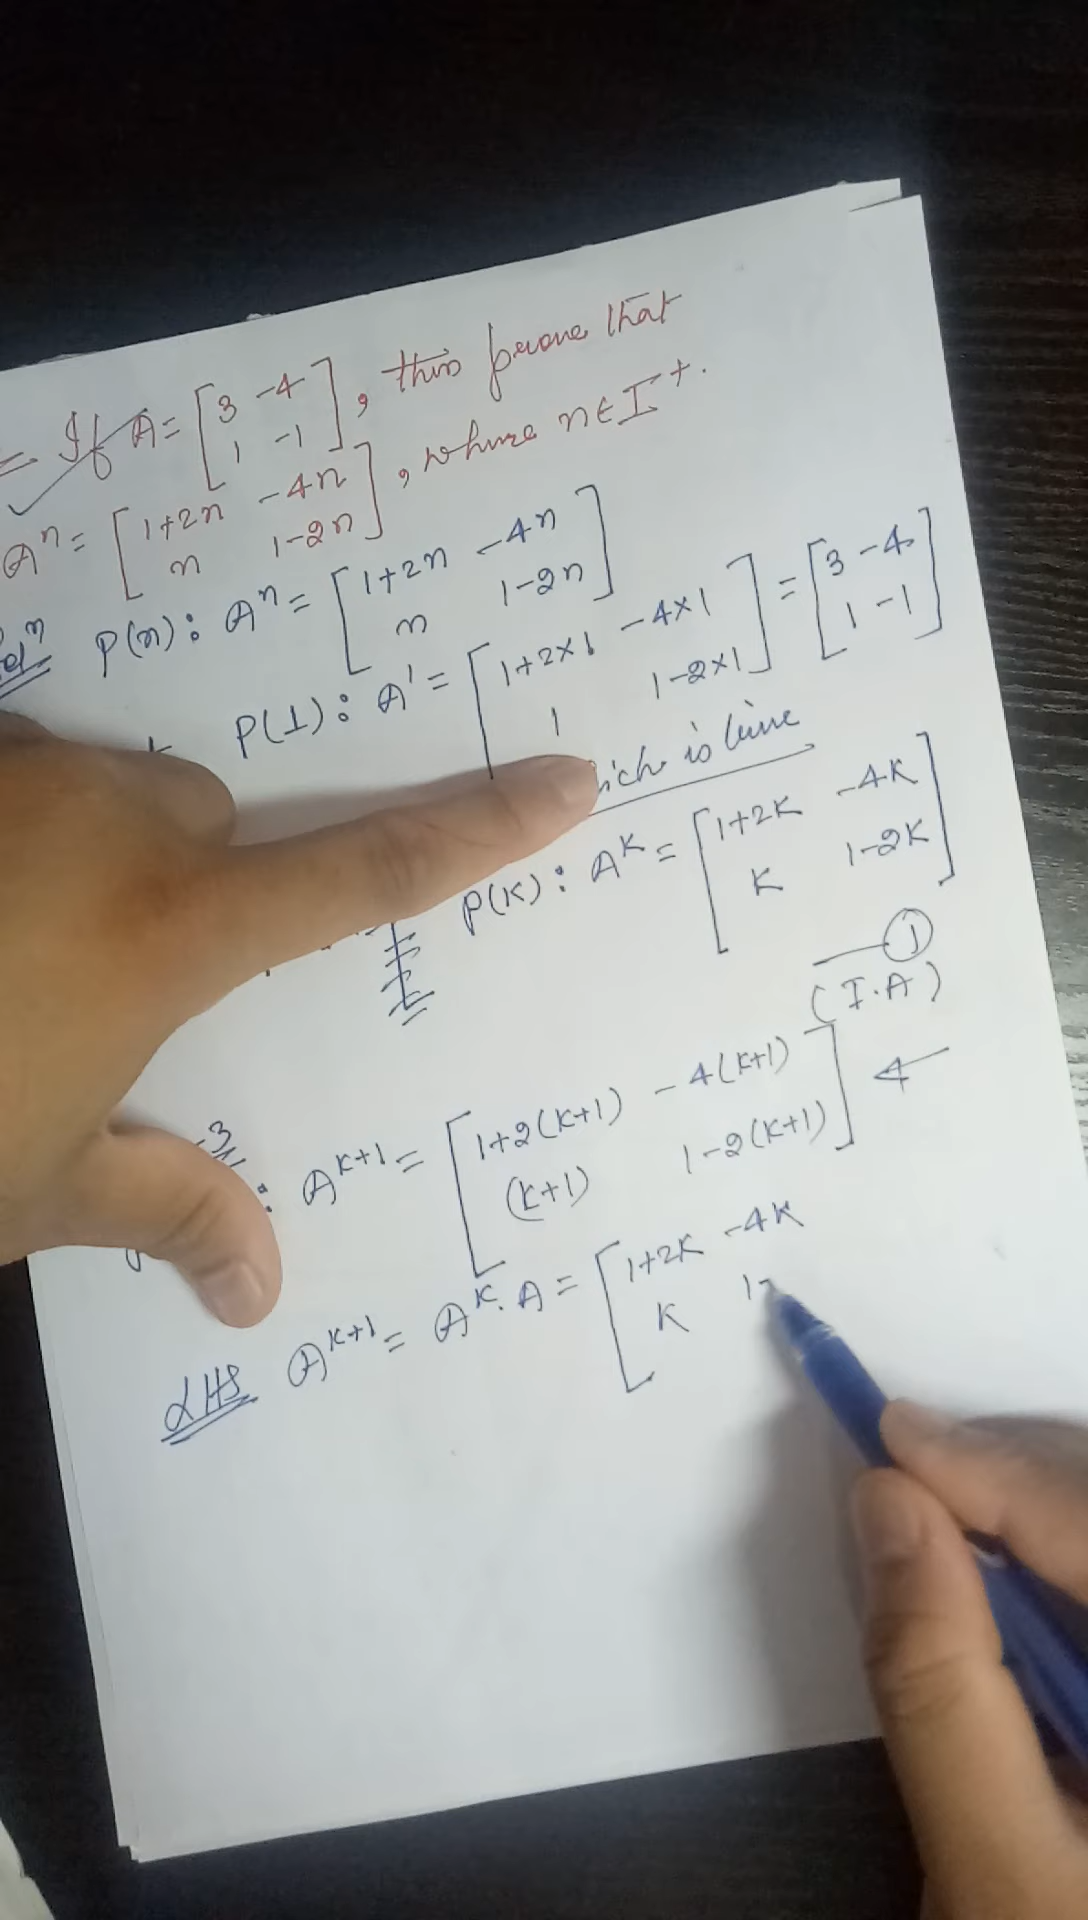 If A = [3 -4], then prove that
[1 -1]
A^n = [1+2n -4n], where n∈I^+.
[n 1-2n]
P(n): A^n = [1+2n -4n]
[n 1-2n]
P(1): A^1 = [1+2×1 -4×1] = [3 -4]
[1 1-2×1] [1 -1]
is true
P(K): A^K = [1+2K -4K]
[K 1-2K]
①
(I.A)
3
: A^{K+1} = [1+2(K+1) -4(K+1)]
[(K+1) 1-2(K+1)]
LHS A^{K+1} = A^K. A = [1+2K -4K
[K 1-